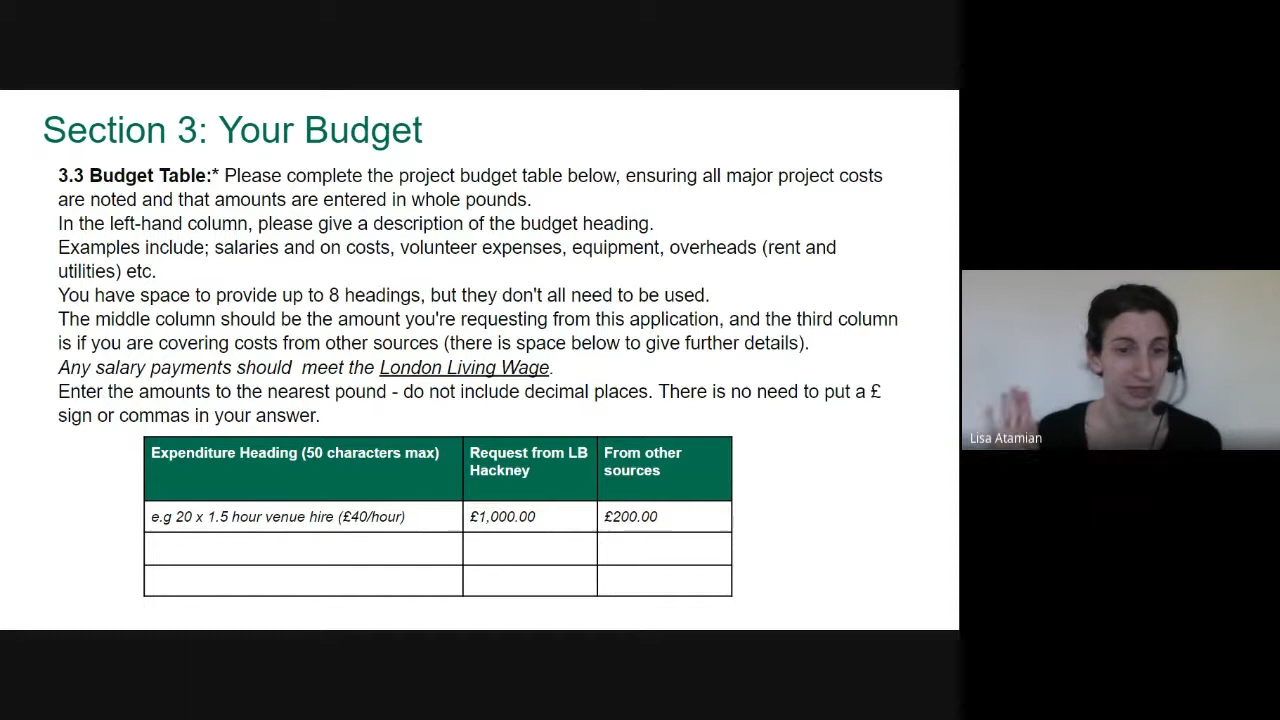 Section 3: Your Budget
3.3 Budget Table:* Please complete the project budget table below, ensuring all major project costs
are noted and that amounts are entered in whole pounds.
In the left-hand column, please give a description of the budget heading.
Examples include; salaries and on costs, volunteer expenses, equipment, overheads (rent and
utilities) etc.
You have space to provide up to 8 headings, but they don't all need to be used.
The middle column should be the amount you're requesting from this application, and the third column
is if you are covering costs from other sources (there is space below to give further details).
Any salary payments should  meet the London Living Wage.
Enter the amounts to the nearest pound - do not include decimal places. There is no need to put a £
sign or commas in your answer.
Expenditure Heading (50 characters max)
Request from LB
Hackney
From other
sources
e.g 20 x 1.5 hour venue hire (£40/hour)
£1,000.00
£200.00
Lisa Atamian